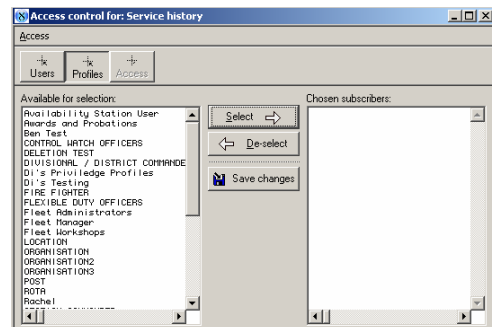 Access control for: Service history
Access
Users Profiles Access
Available for selection:
Chosen subscribers:
Availability Station User
Awards and Probations
Ben Test
CONTROL WATCH OFFICERS
DELETION TEST
DIVISIONAL / DISTRICT COMMANDE
Di's Priviledge Profiles
Di's Testing
FIRE FIGHTER
FLEXIBLE DUTY OFFICERS
Fleet Administrators
Fleet Manager
Fleet Workshops
LOCATION
ORGANISATION
ORGANISATION2
ORGANISATION3
POST
ROTA
Rachel
Select
De-select
Save changes